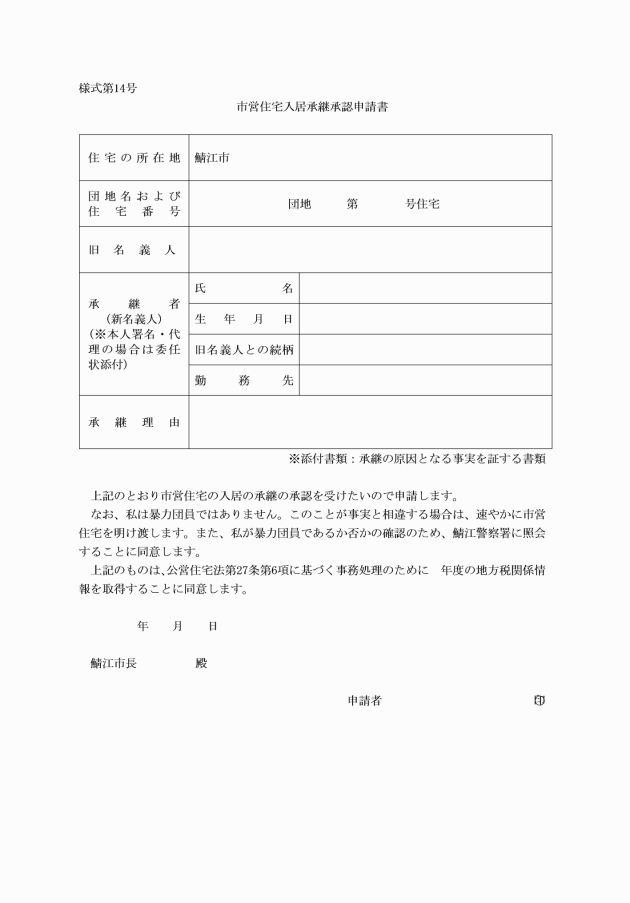 様式第14号
市営住宅入居承継承認申請書
住宅の所在地 鯖江市
団地名および
住宅番号
団地 第 号住宅
旧名義人
承継者
（新名義人）
（※本人署名・代
理の場合は委任
状添付）
氏名
生年月日
旧名義人との続柄
勤務先
承継理由
※添付書類：承継の原因となる事実を証する書類
上記のとおり市営住宅の入居の承継の承認を受けたいので申請します。
なお、私は暴力団員ではありません。このことが事実と相違する場合は、速やかに市営
住宅を明け渡します。また、私が暴力団員であるか否かの確認のため、鯖江警察署に照会
することに同意します。
上記のものは、公営住宅法第27条第6項に基づく事務処理のために 年度の地方税関係情
報を取得することに同意します。
年 月 日
鯖江市長 殿
申請者 印